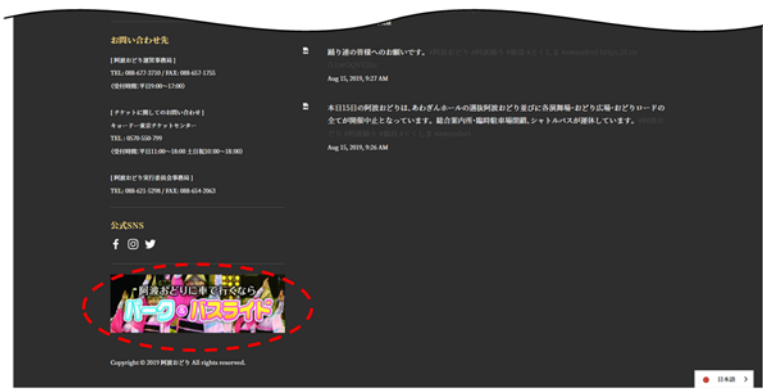 お問い合わせ先
[阿波おどり運営事務局]
TEL: 088-677-3710 / FAX: 088-657-1755
(受付時間: 平日9:00〜17:00)
[チケットに関してのお問い合わせ]
キョードー東京チケットセンター
TEL. : 0570-550-799
(受付時間: 平日11:00〜18:00 土日祝10:00〜18:00)
[阿波おどり実行委員会事務局]
TEL: 088-621-5298 / FAX: 088-654-2063
公式SNS
阿波おどりに車で行くなら
パーク&バスライド
Copyright © 2019 阿波おどり All rights reserved.
踊り連の皆様へのお願いです。
Aug 15, 2019, 9:27 AM
本日15日の阿波おどりは、あわぎんホールの選抜阿波おどり並びに各演舞場・おどり広場・おどりロードの
全てが開催中止となっています。総合案内所・臨時駐車場閉鎖、シャトルバスが運休しています。
Aug 15, 2019, 9:26 AM
日本語